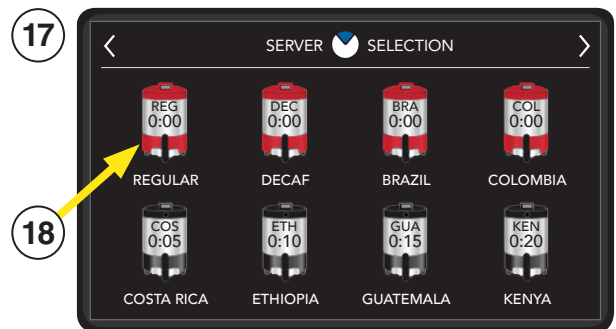 17
SERVER SELECTION
REG DEC BRA COL
0:00 0:00 0:00 0:00
REGULAR DECAF BRAZIL COLOMBIA
18
COS ETH GUA KEN
0:05 0:10 0:15 0:20
COSTA RICA ETHIOPIA GUATEMALA KENYA